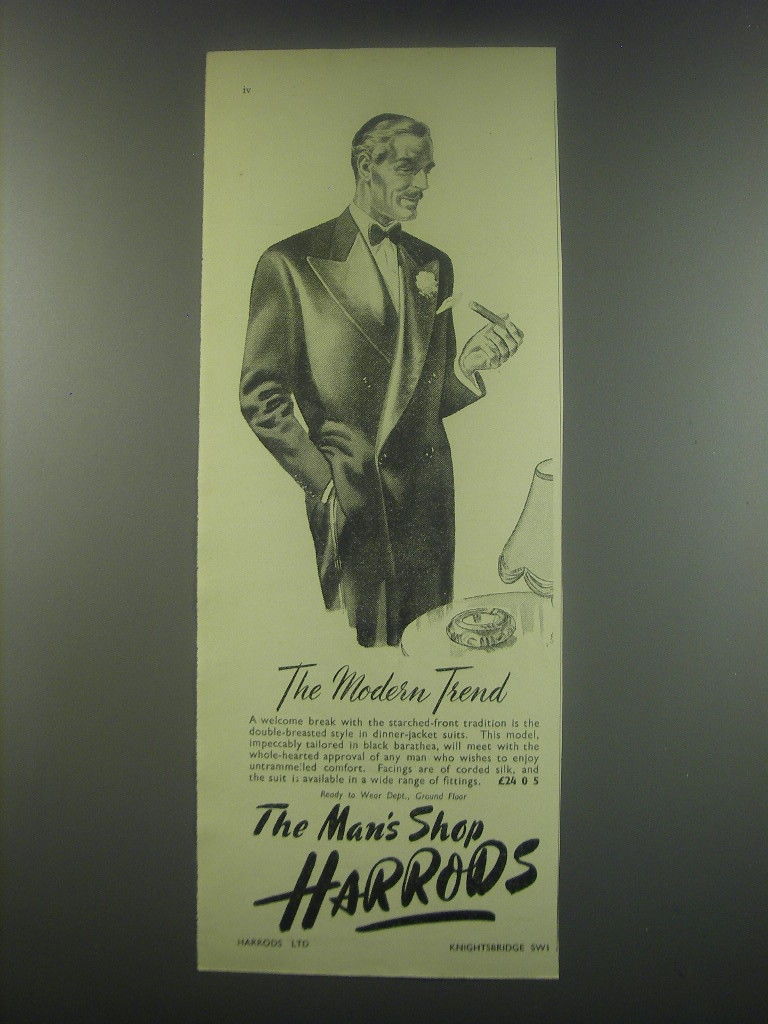 iv
The Modern Trend
A welcome break with the starched-front tradition is the
double-breasted style in dinner-jacket suits. This model,
impeccably tailored in black barathea, will meet with the
whole-hearted approval of any man who wishes to enjoy
untrammelled comfort. Facings are of corded silk, and
the suit is available in a wide range of fittings. £24 0 5
Ready to Wear Dept., Ground Floor
The Man's Shop
HARRODS
HARRODS LTD KNIGHTSBRIDGE SW1